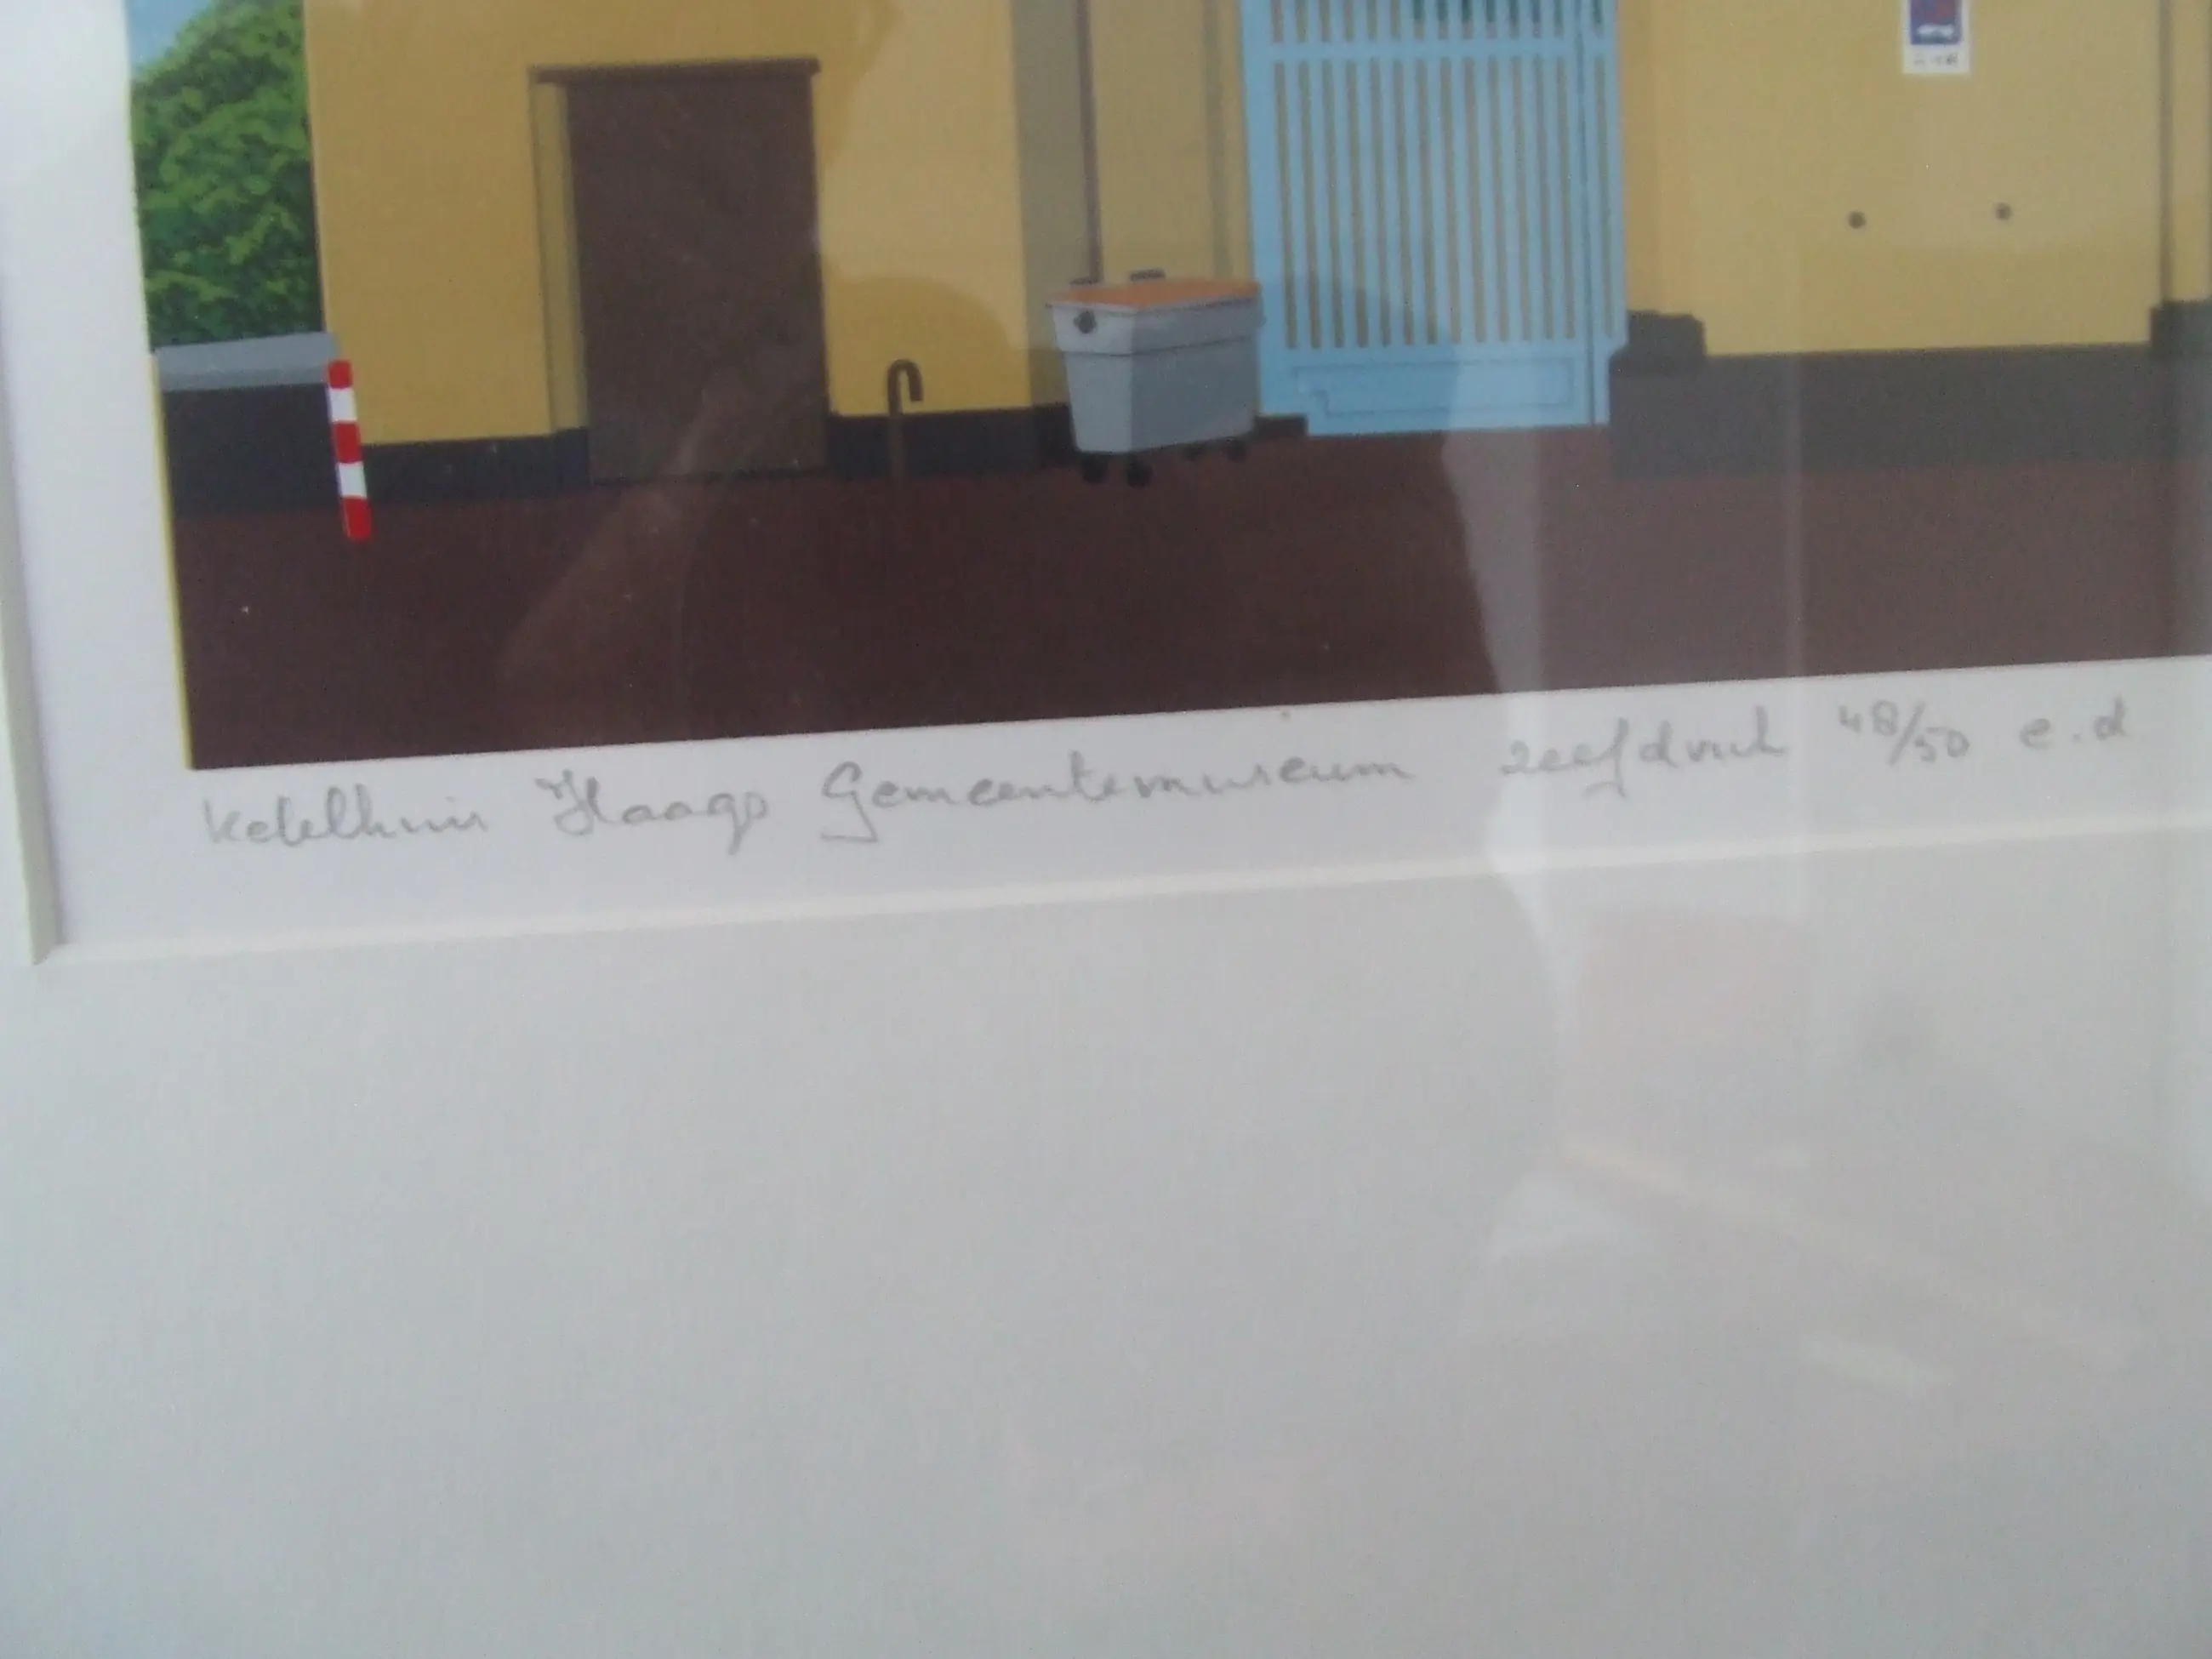 Ketelhuis Haags Gemeentemuseum zeefdruk 48/50 e.d